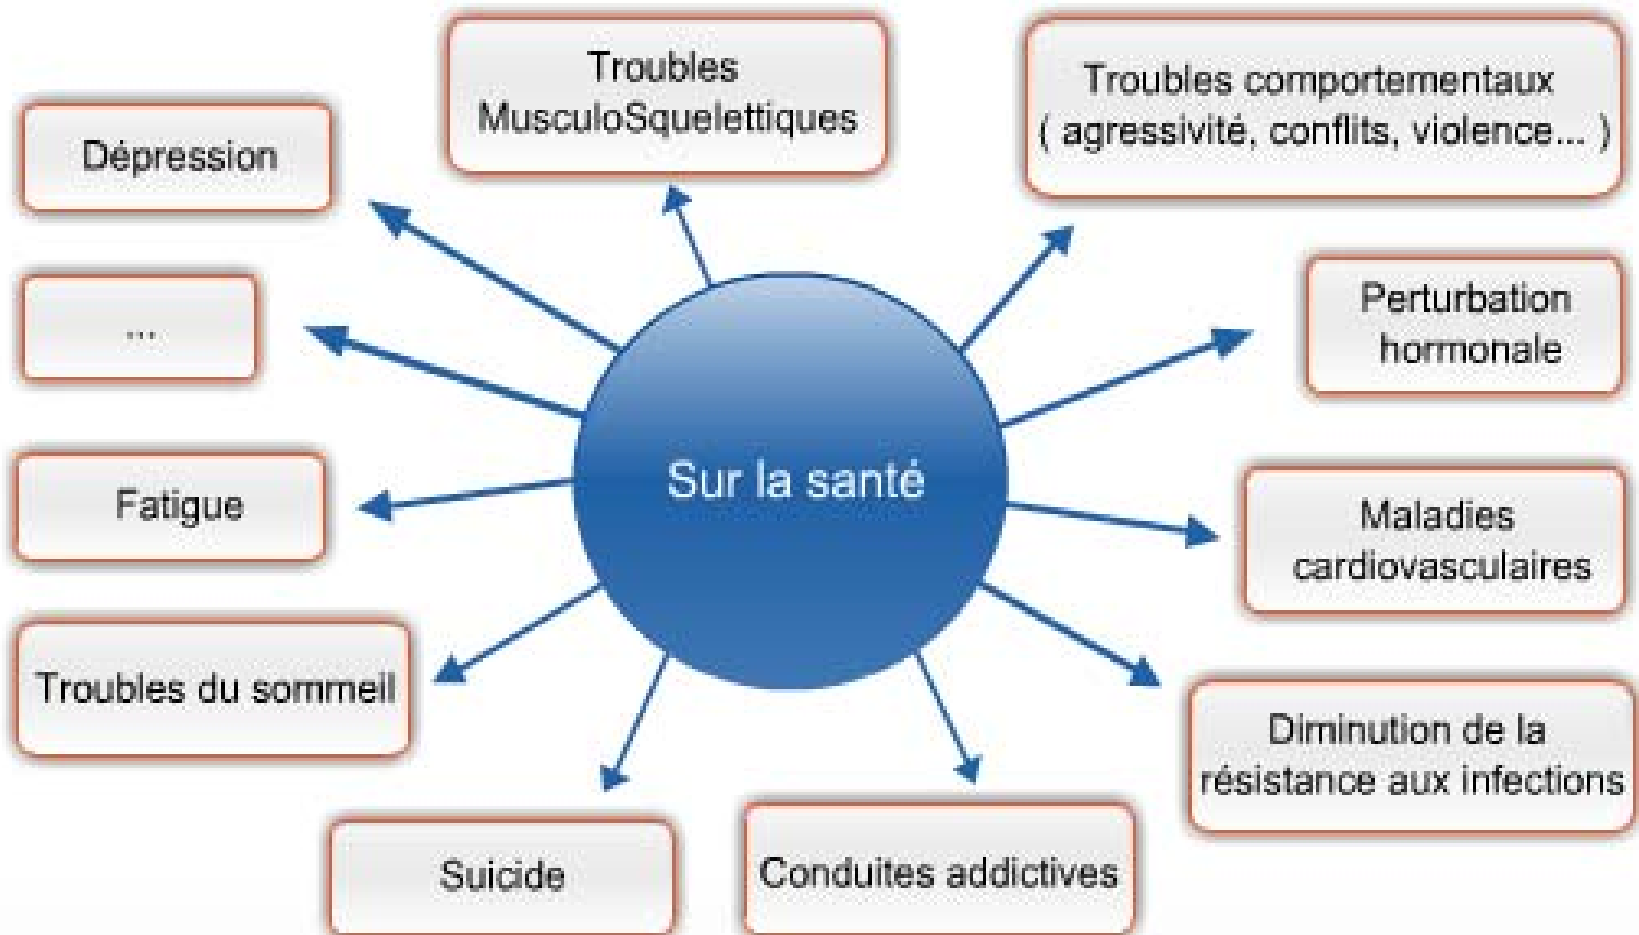 Troubles
MusculoSquelettiques
Troubles comportementaux
( agressivité, conflits, violence... )
Dépression
Perturbation
hormonale
...
Sur la santé
Fatigue
Maladies
cardiovasculaires
Troubles du sommeil
Diminution de la
résistance aux infections
Suicide
Conduites addictives